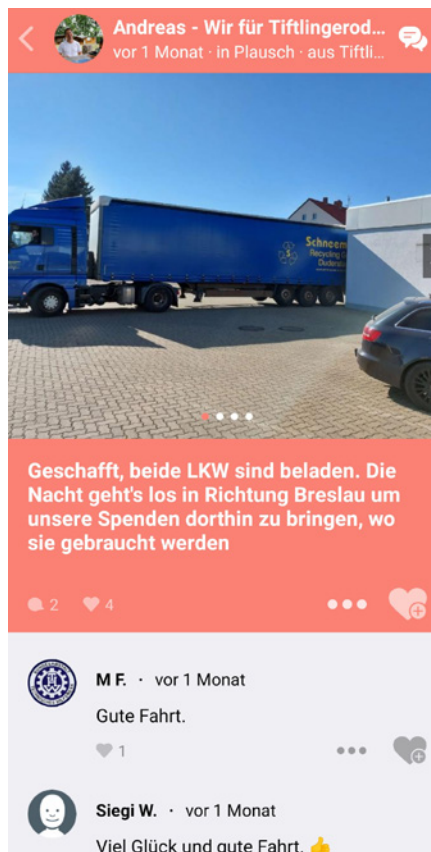 Andreas - Wir für Tiftlingerod...
vor 1 Monat · in Plausch · aus Tiftli...
Schneem
Recycling
Duderst
Geschafft, beide LKW sind beladen. Die
Nacht geht's los in Richtung Breslau um
unsere Spenden dorthin zu bringen, wo
sie gebraucht werden
2 4
M F. · vor 1 Monat
Gute Fahrt.
1
Siegi W. · vor 1 Monat
Viel Glück und gute Fahrt. 👍